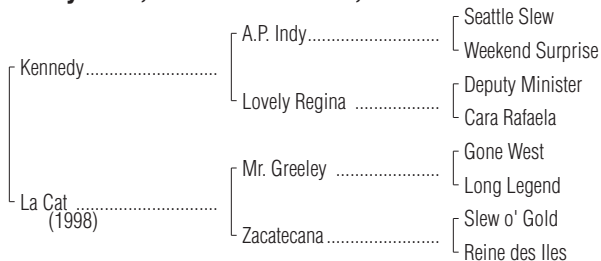 Seattle Slew
A.P. Indy..............................
Weekend Surprise
Kennedy..............................
Deputy Minister
Lovely Regina ...................
Cara Rafaela
Gone West
Mr. Greeley .......................
Long Legend
La Cat ................................
(1998)
Slew o' Gold
Zacatecana.........................
Reine des Iles